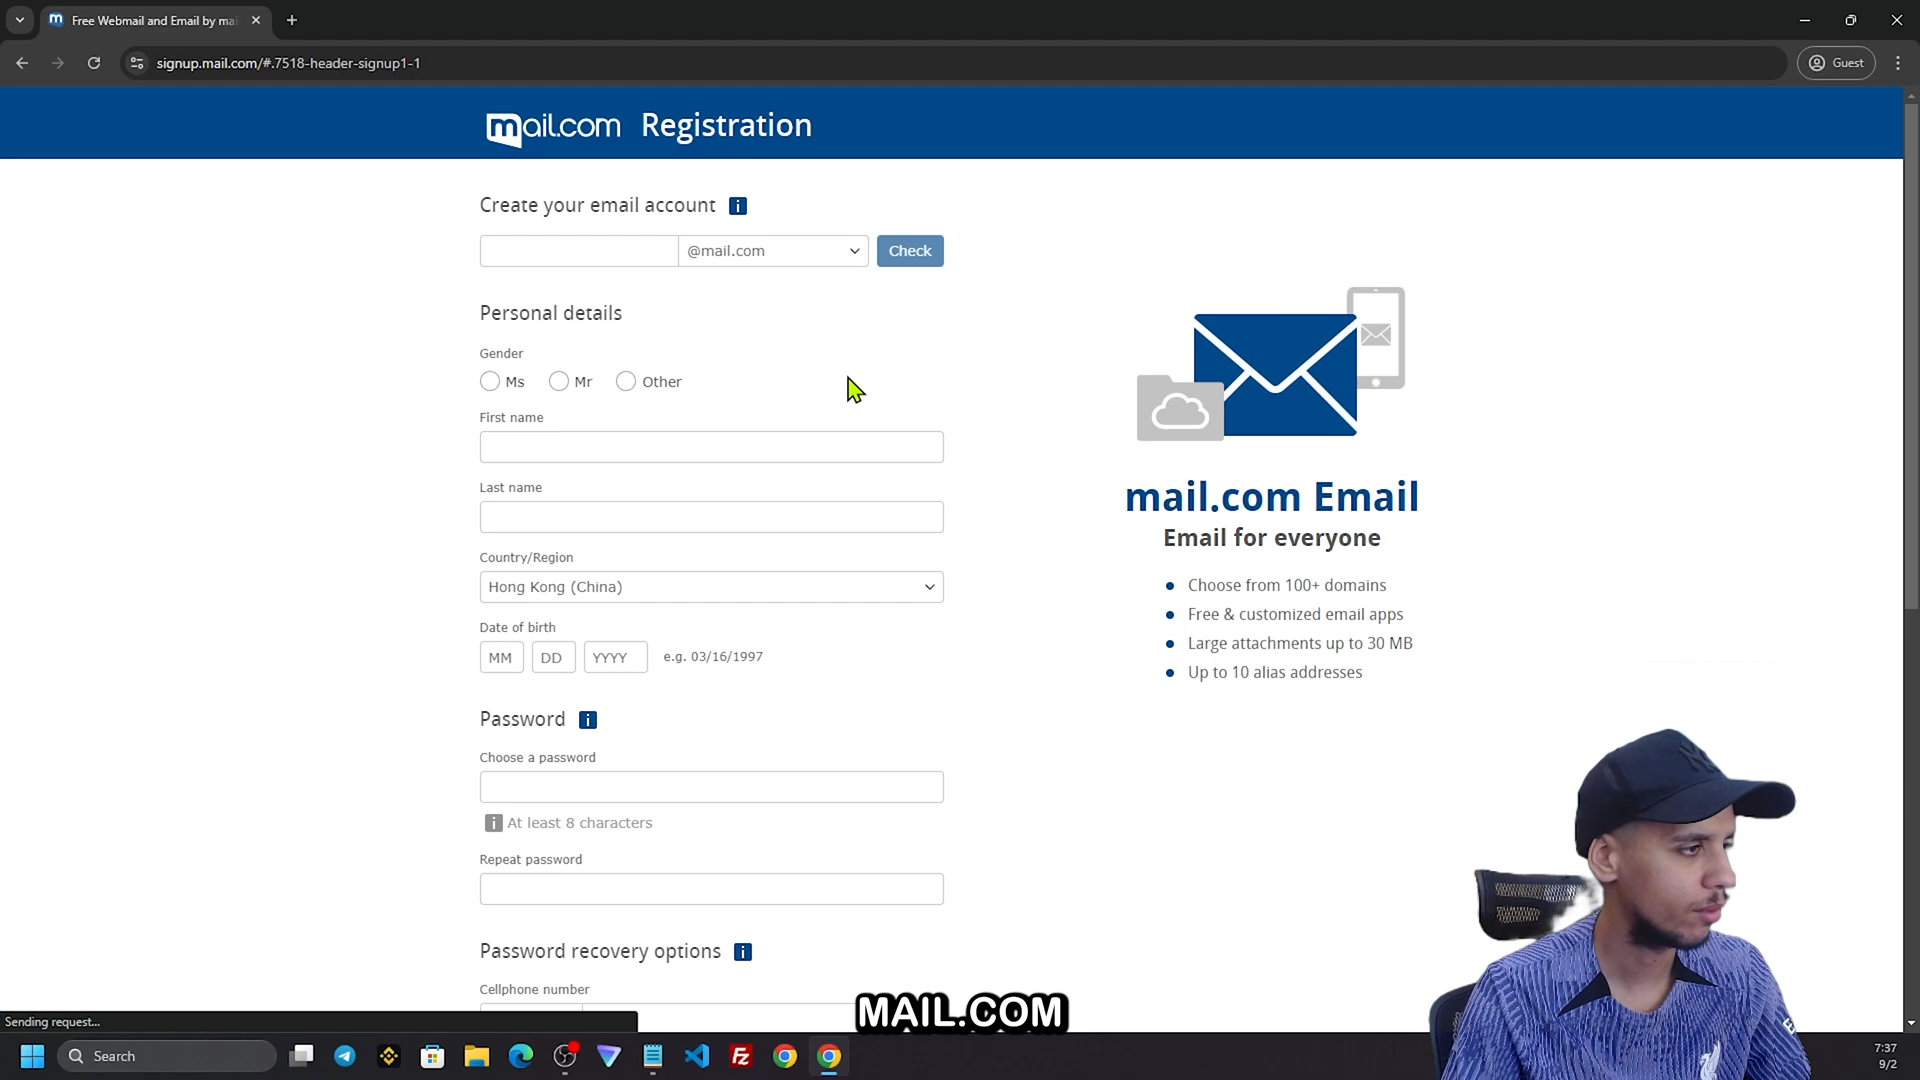 Free Webmail and Email by mai
signup.mail.com/#.7518-header-signup1-1
Guest
mail.com Registration
Create your email account i
@mail.com
Check
Personal details
Gender
Ms
Mr
Other
First name
Last name
Country/Region
Hong Kong (China)
Date of birth
MM
DD
YYYY
e.g. 03/16/1997
Password i
Choose a password
i At least 8 characters
Repeat password
Password recovery options i
Cellphone number
mail.com Email
Email for everyone
Choose from 100+ domains
Free & customized email apps
Large attachments up to 30 MB
Up to 10 alias addresses
MAIL.COM
Sending request...
Search
7:37
9/2